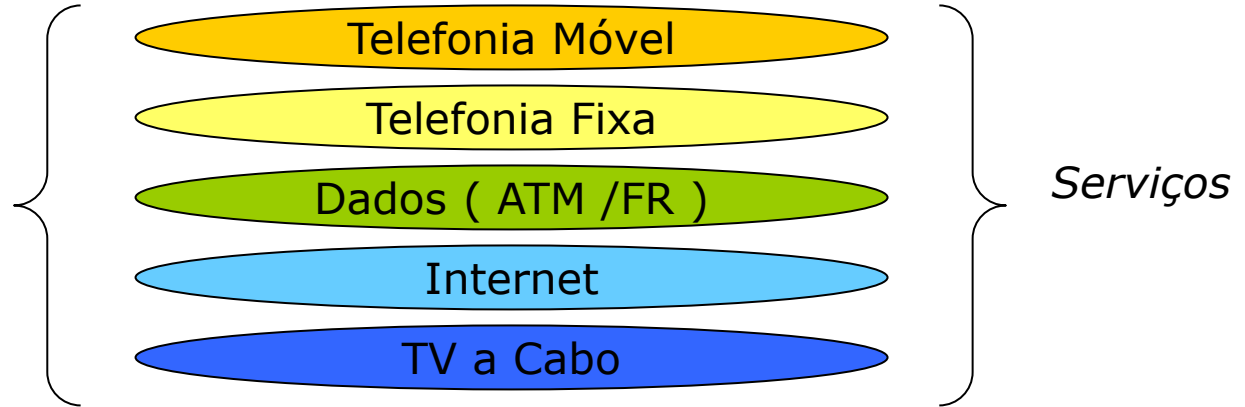 Telefonia Móvel
Telefonia Fixa
Dados ( ATM /FR )
Serviços
Internet
TV a Cabo